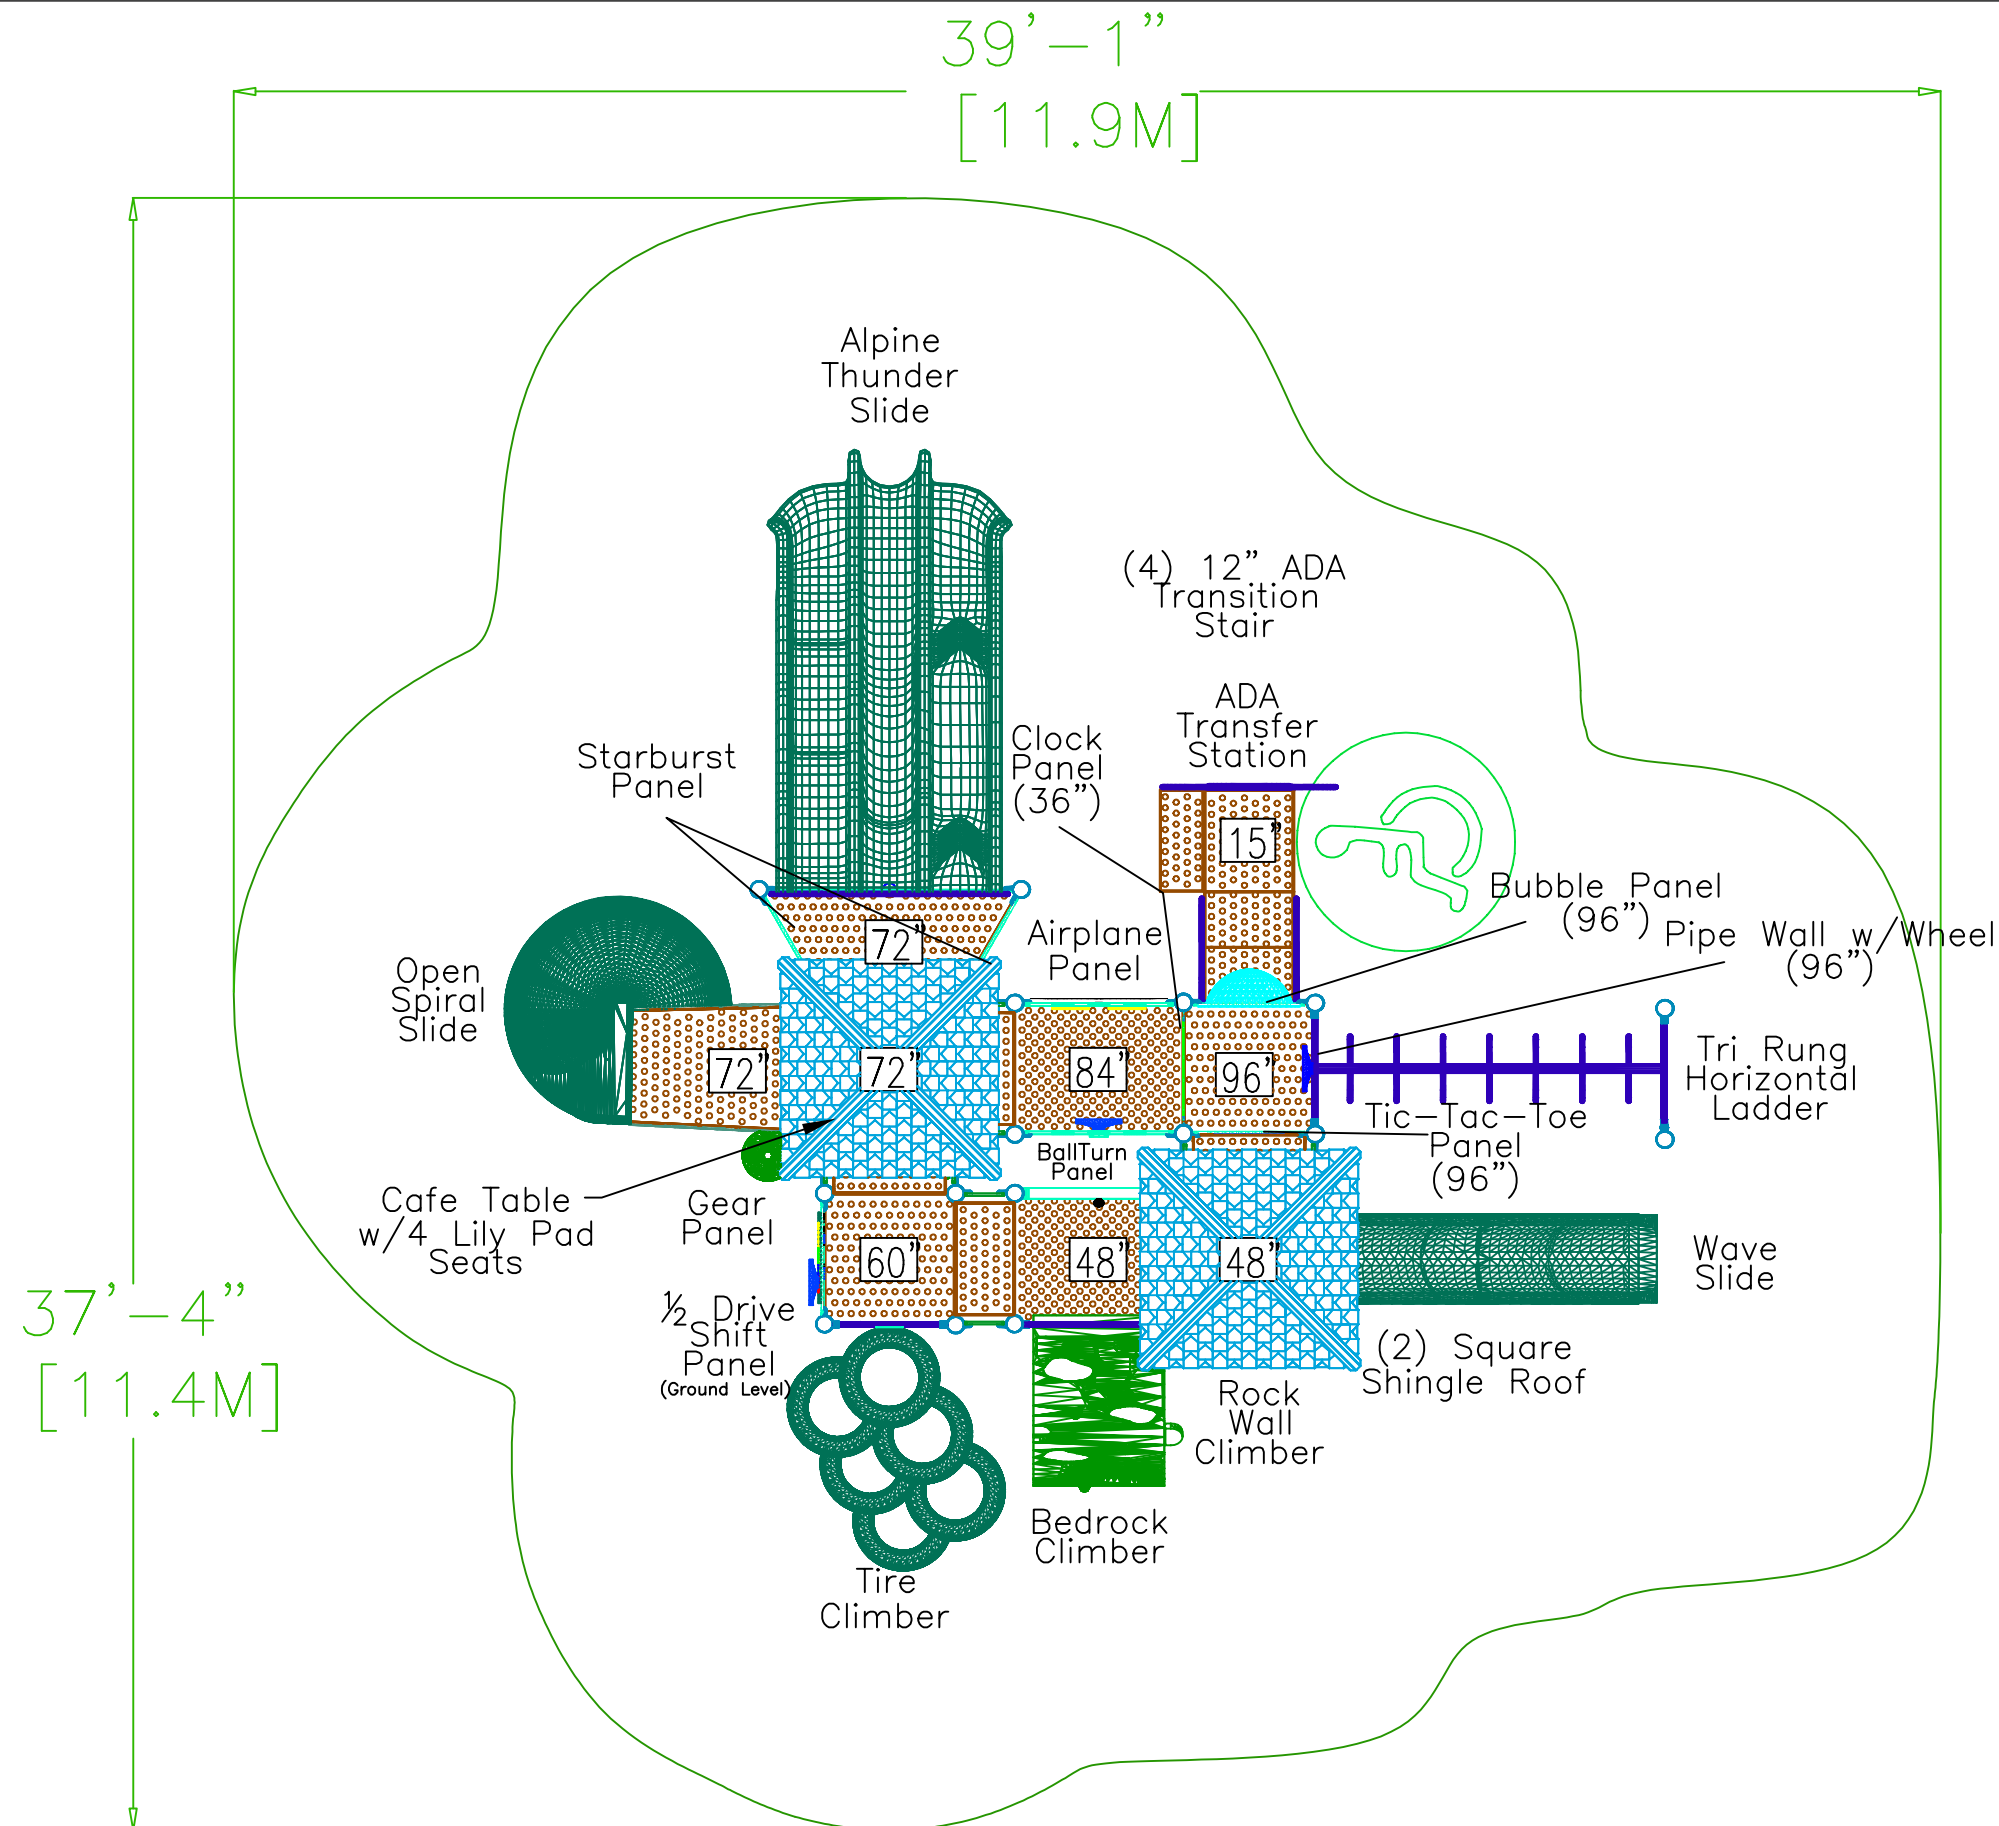 39'-1"
[11.9M]
Alpine
Thunder
Slide
(4) 12" ADA
Transition
Stair
ADA
Transfer
Station
Starburst
Panel
Clock
Panel
(36")
15"
Bubble Panel
(96")
Pipe Wall w/Wheel
(96")
Airplane
Panel
72"
Open
Spiral
Slide
72"
72"
84"
96"
Tri Rung
Horizontal
Ladder
Tic-Tac-Toe
Panel
(96")
BallTurn
Panel
Cafe Table
w/4 Lily Pad
Seats
Gear
Panel
60"
48"
48"
Wave
Slide
37'-4"
[11.4M]
½ Drive
Shift
Panel
(Ground Level)
(2) Square
Shingle Roof
Rock
Wall
Climber
Bedrock
Climber
Tire
Climber